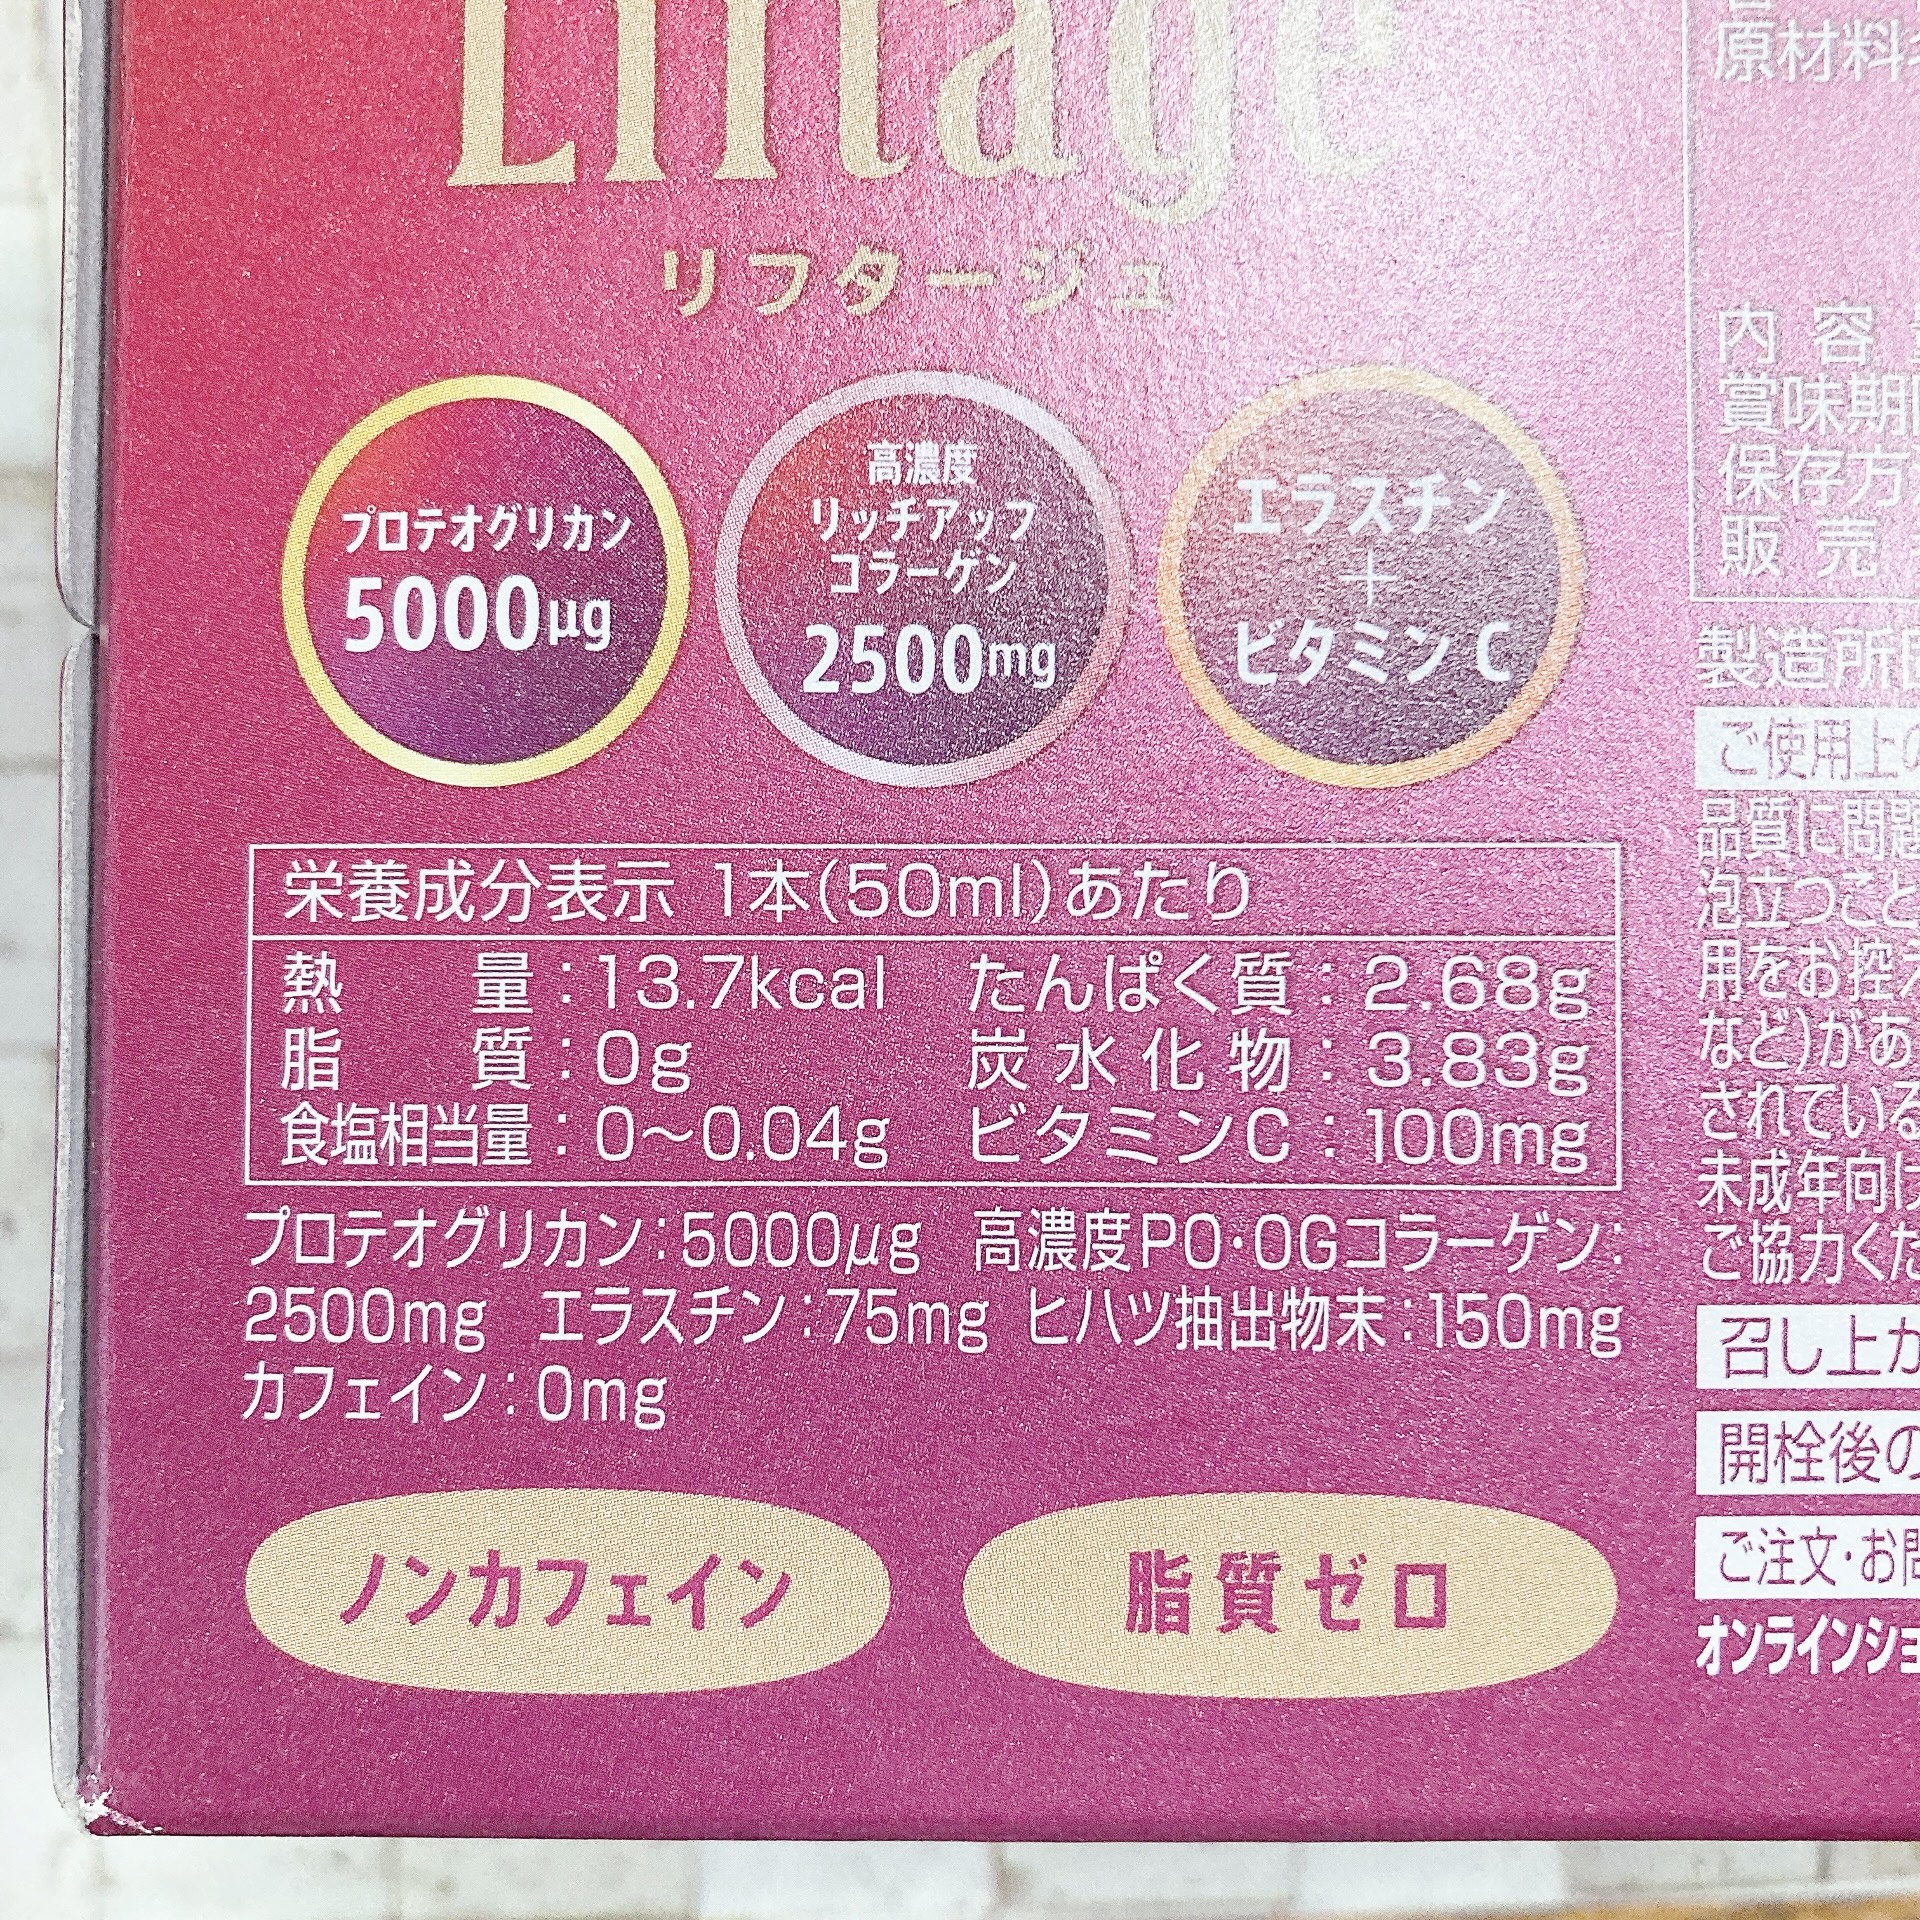 Liftage
リフタージュ
プロテオグリカン
5000μg
高濃度
リッチアップ
コラーゲン
2500mg
エラスチン
+
ビタミンC
栄養成分表示 1本(50ml)あたり
熱量:13.7kcal たんぱく質:2.68g
脂質:0g 炭水化物:3.83g
食塩相当量:0〜0.04g ビタミンC:100mg
プロテオグリカン:5000μg 高濃度PO・OGコラーゲン:
2500mg エラスチン:75mg ヒハツ抽出物末:150mg
カフェイン:0mg
ノンカフェイン 脂質ゼロ
原材料
内容
賞味期
保存方
販売
製造所
ご使用上の
品質に問題
泡立つこと
用をお控え
など)があ
されている
未成年向け
ご協力くだ
召し上が
開栓後の
ご注文・お問
オンラインショ